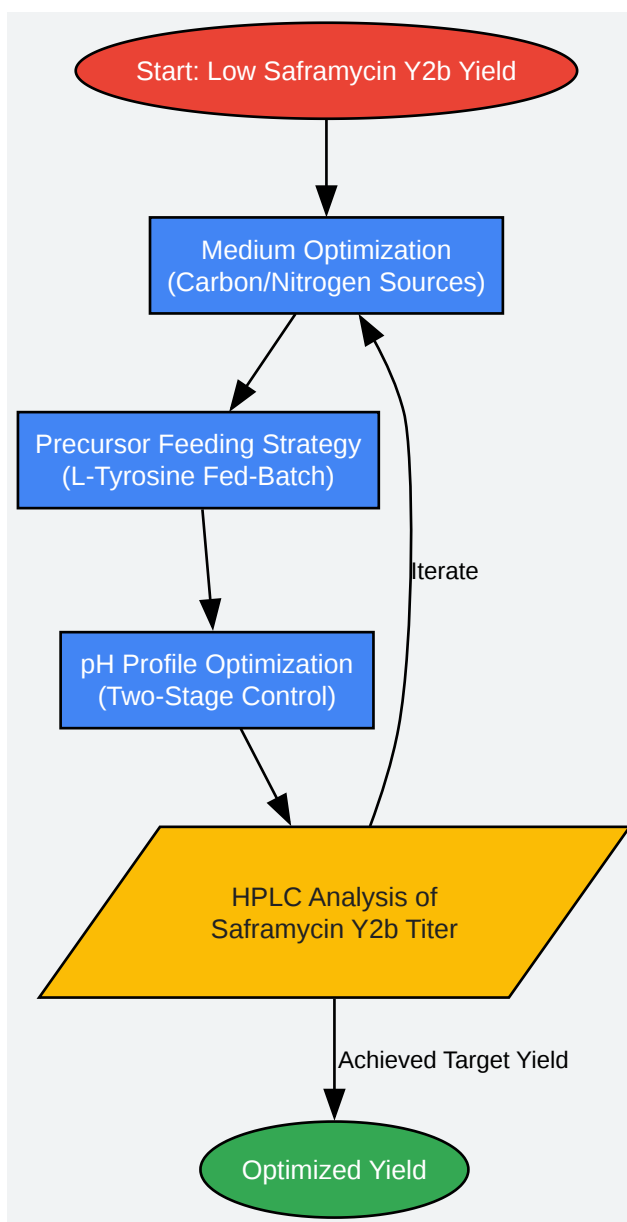 Start: Low Saframycin Y2b Yield
Medium Optimization
(Carbon/Nitrogen Sources)
Precursor Feeding Strategy
(L-Tyrosine Fed-Batch)
Iterate
pH Profile Optimization
(Two-Stage Control)
HPLC Analysis of
Saframycin Y2b Titer
Achieved Target Yield
Optimized Yield